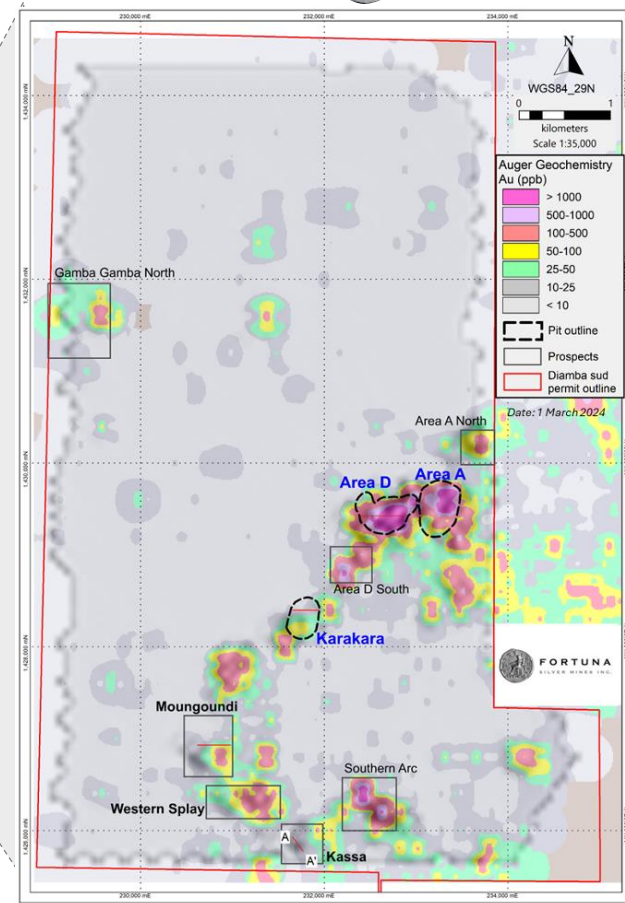 230,000 mE
232,000 mE
234,000 mE
N
WGS84_29N
0
1
kilometers
Scale 1:35,000
1,434,000 mN
Auger Geochemistry
Au (ppb)
> 1000
500-1000
100-500
50-100
25-50
10-25
< 10
Pit outline
Prospects
Diamba sud
permit outline
Date: 1 March 2024
Gamba Gamba North
1,432,000 mN
Area A North
1,430,000 mN
Area D
Area A
Area D South
Karakara
1,428,000 mN
FORTUNA
SILVER MINES INC.
Moungoundi
Southern Arc
Western Splay
1,426,000 mN
A
A'
Kassa
230,000 mE
232,000 mE
234,000 mE